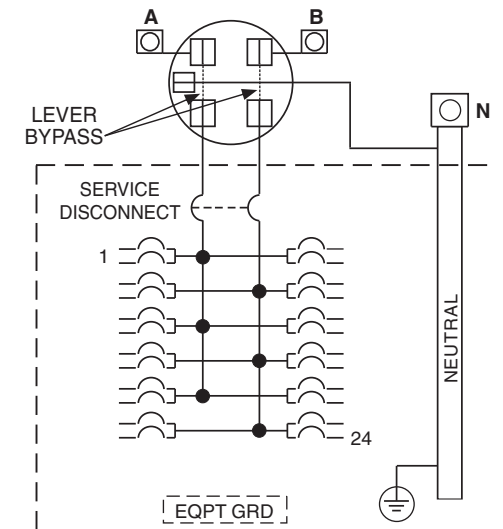 A B
N
LEVER
BYPASS
SERVICE
DISCONNECT
1
NEUTRAL
24
EQPT GRD